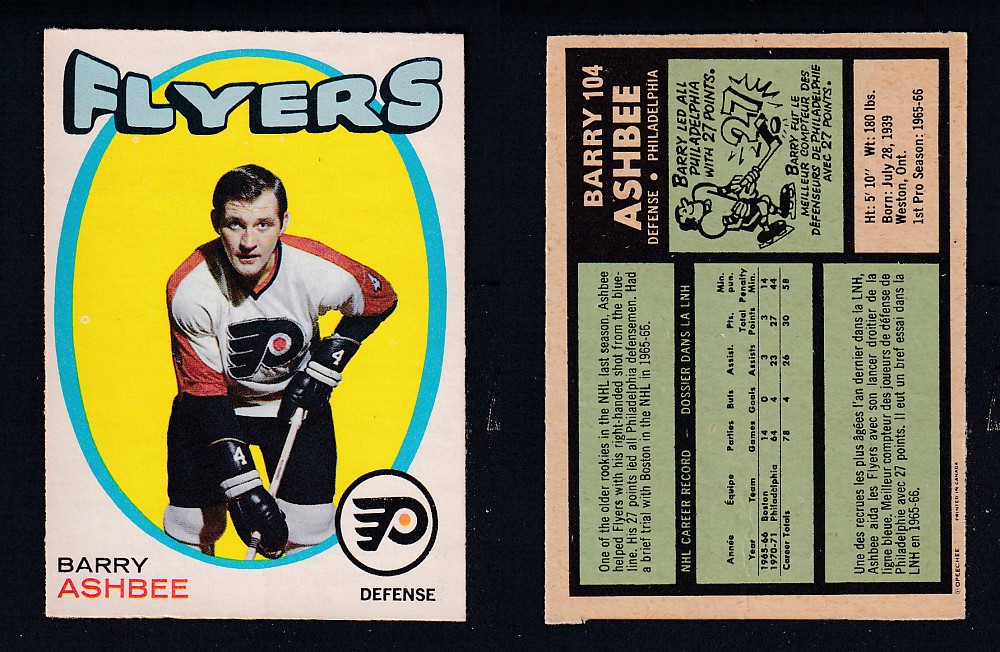 FLYERS
4
4
4
BARRY
ASHBEE
DEFENSE
BARRY 104
ASHBEE
DEFENSE • PHILADELPHIA
BARRY LED ALL
PHILADELPHIA
WITH 27 POINTS.
27
BARRY FUT LE
MEILLEUR COMPTEUR DES
DÉFENSEURS DE PHILADELPHIE
AVEC 27 POINTS.
Ht: 5' 10" Wt: 180 lbs.
Born: July 28, 1939
Weston, Ont.
1st Pro Season: 1965-66
One of the older rookies in the NHL last season, Ashbee
helped Flyers with his right-handed shot from the blue-
line. His 27 points led all Philadelphia defensemen. Had
a brief trial with Boston in the NHL in 1965-66.
NHL CAREER RECORD — DOSSIER DANS LA NHL
Année Équipe Parties Buts Assist. Pts. Min. pun.
Year Team Games Goals Assists Total Points Penalty Min.
1965-66 Boston 14 0 3 3 14
1970-71 Philadelphia 64 4 23 27 44
Career Totals 78 4 26 30 58
Une des recrues les plus âgées l'an dernier dans la LNH,
Ashbee aida les Flyers avec son lancer droitier de la
ligne bleue. Meilleur compteur des joueurs de défense de
Philadelphie avec 27 points. Il eut un bref essai dans la
LNH en 1965-66.
© OPEECHEE PRINTED IN CANADA